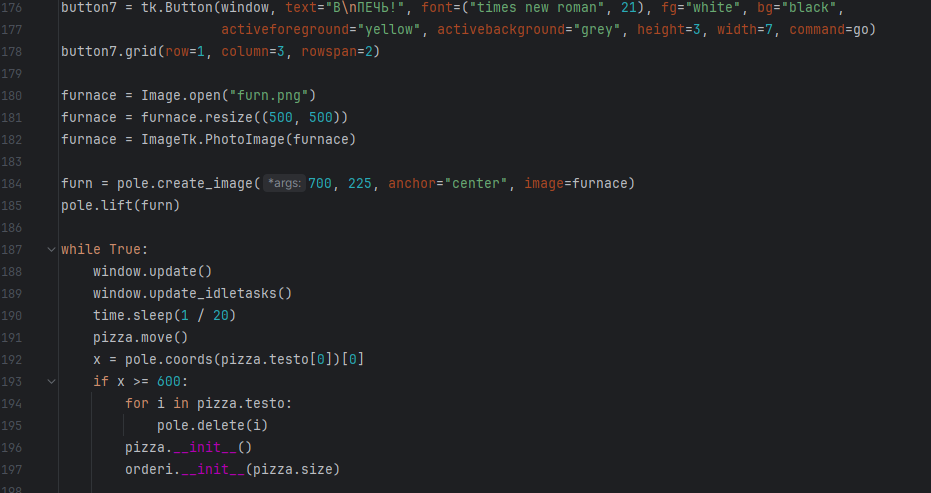 176 button7 = tk.Button(window, text="В\nПЕЧЬ!", font=("times new roman", 21), fg="white", bg="black",
177 activeforeground="yellow", activebackground="grey", height=3, width=7, command=go)
178 button7.grid(row=1, column=3, rowspan=2)
179
180 furnace = Image.open("furn.png")
181 furnace = furnace.resize((500, 500))
182 furnace = ImageTk.PhotoImage(furnace)
183
184 furn = pole.create_image( *args: 700, 225, anchor="center", image=furnace)
185 pole.lift(furn)
186
187 while True:
188 window.update()
189 window.update_idletasks()
190 time.sleep(1 / 20)
191 pizza.move()
192 x = pole.coords(pizza.testo[0])[0]
193 if x >= 600:
194 for i in pizza.testo:
195 pole.delete(i)
196 pizza.__init__()
197 orderi.__init__(pizza.size)
198